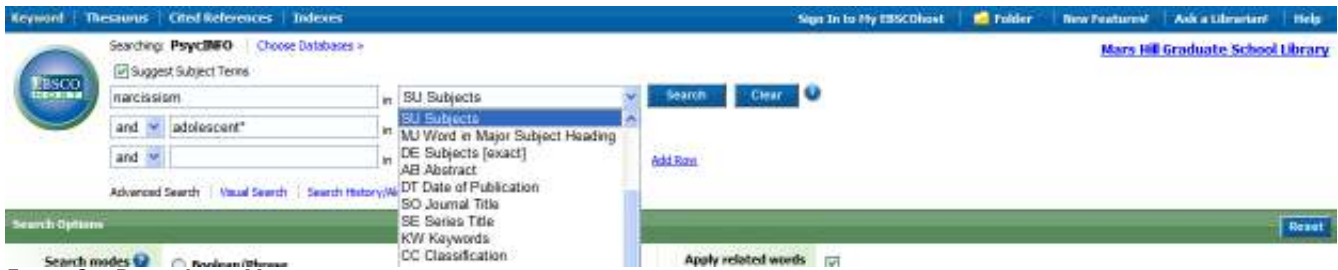 Keyword Thesaurus Cited References Indexes Sign In to My EBSCOhost Folder New Features! Ask a Librarian! Help
Searching: PsycINFO Choose Databases » Mars Hill Graduate School Library
Suggest Subject Terms
EBSCO
HOST
narcissism in SU Subjects Search Clear
and adolescent* in
and in Add Row
SU Subjects
MJ Word in Major Subject Heading
DE Subjects [exact]
AB Abstract
DT Date of Publication
SO Journal Title
SE Series Title
KW Keywords
CC Classification
Advanced Search Visual Search Search History/Al
Search Options Reset
Search modes Boolean/Phrase Apply related words